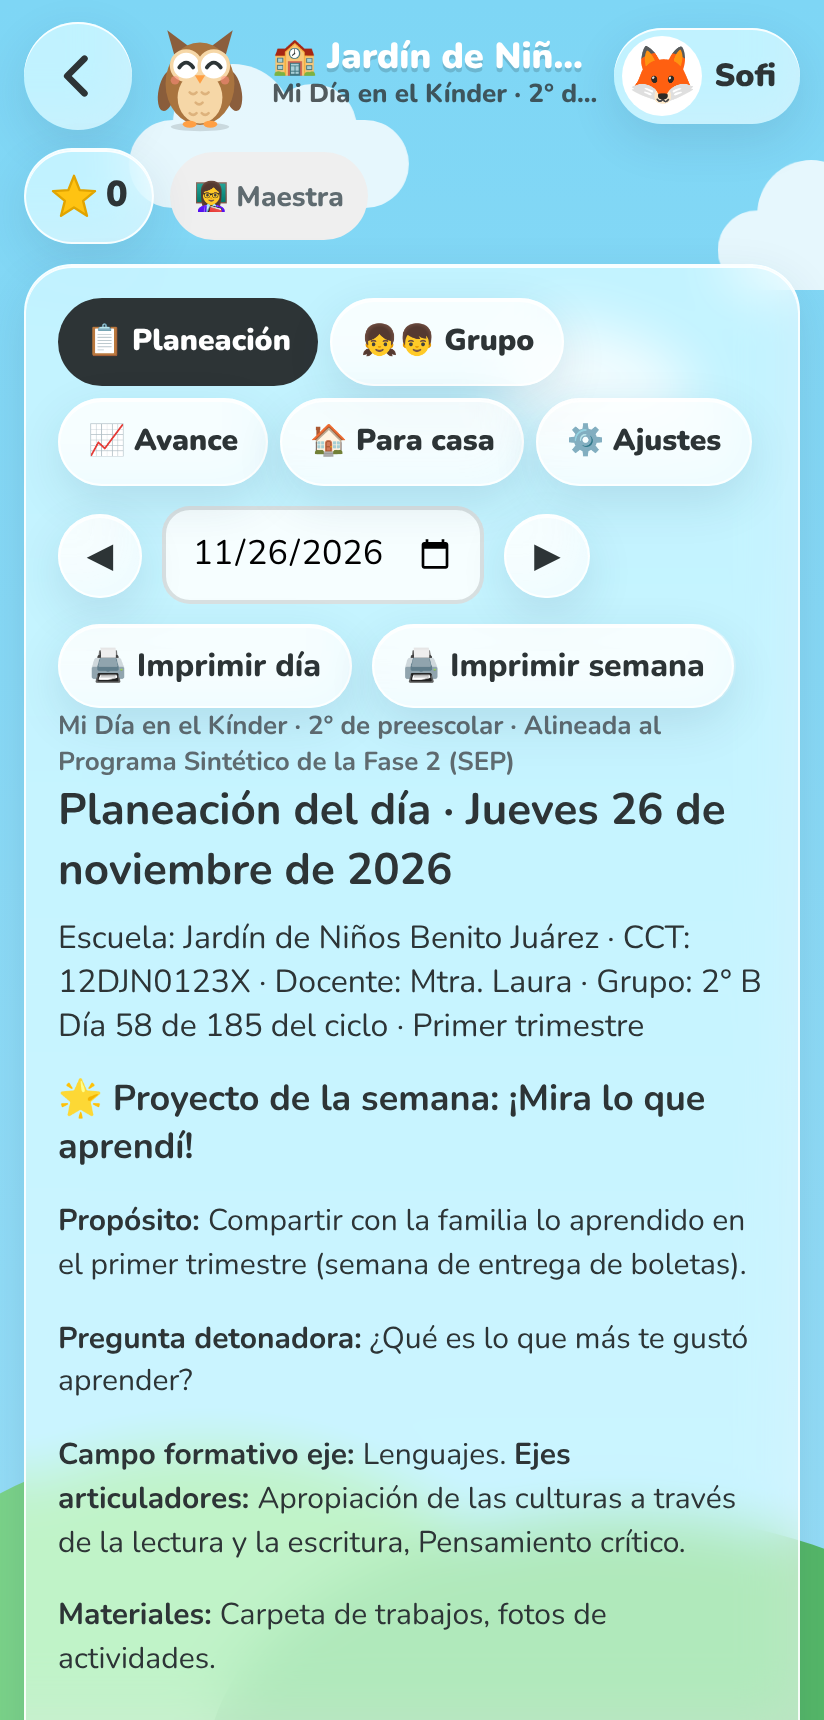 Jardín de Niñ...
Mi Día en el Kínder · 2° d...
Sofi
0
Maestra
Planeación
Grupo
Avance
Para casa
Ajustes
11/26/2026
Imprimir día
Imprimir semana
Mi Día en el Kínder · 2° de preescolar · Alineada al
Programa Sintético de la Fase 2 (SEP)
Planeación del día · Jueves 26 de
noviembre de 2026
Escuela: Jardín de Niños Benito Juárez · CCT:
12DJN0123X · Docente: Mtra. Laura · Grupo: 2° B
Día 58 de 185 del ciclo · Primer trimestre
Proyecto de la semana: ¡Mira lo que
aprendí!
Propósito: Compartir con la familia lo aprendido en
el primer trimestre (semana de entrega de boletas).
Pregunta detonadora: ¿Qué es lo que más te gustó
aprender?
Campo formativo eje: Lenguajes. Ejes
articuladores: Apropiación de las culturas a través
de la lectura y la escritura, Pensamiento crítico.
Materiales: Carpeta de trabajos, fotos de
actividades.